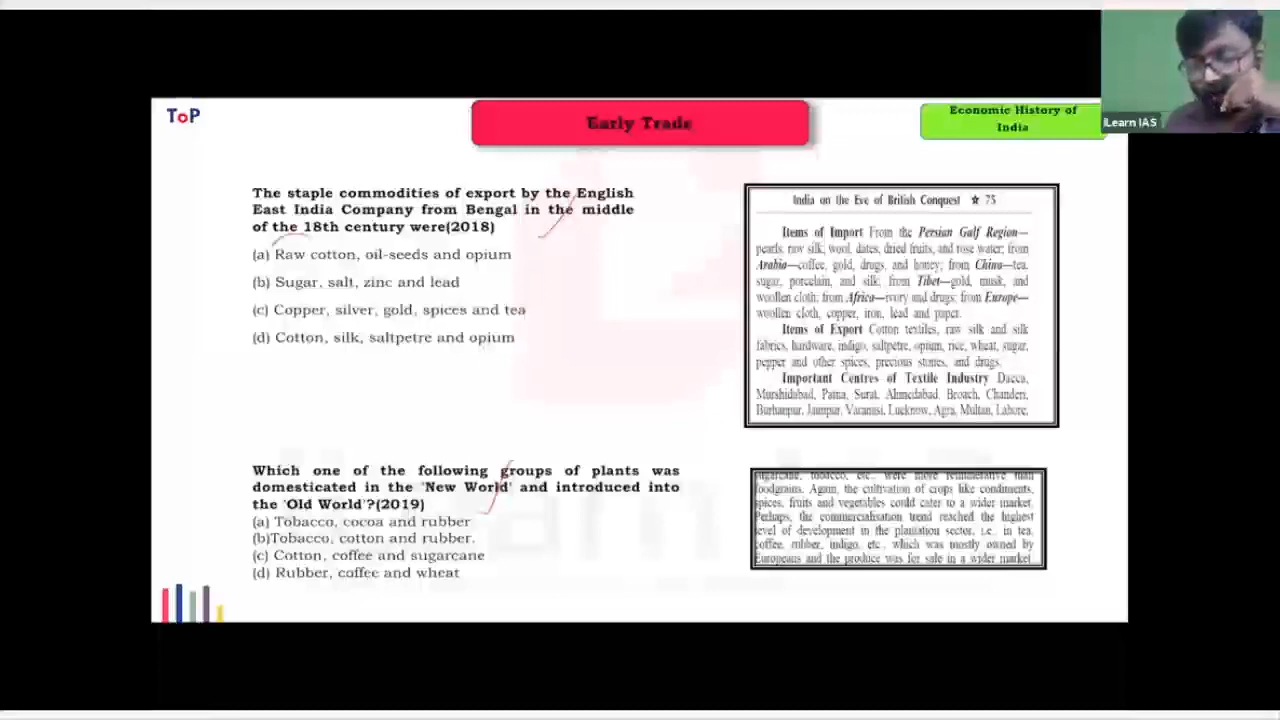 ToP
Early Trade
Economic History of
India
iLearn IAS
The staple commodities of export by the English
East India Company from Bengal in the middle
of the 18th century were(2018)
(a) Raw cotton, oil-seeds and opium
(b) Sugar, salt, zinc and lead
(c) Copper, silver, gold, spices and tea
(d) Cotton, silk, saltpetre and opium
India on the Eve of British Conquest ★ 75
Items of Import From the Persian Gulf Region—
pearls, raw silk, wool, dates, dried fruits, and rose water; from
Arabia—coffee, gold, drugs, and honey; from China—tea,
sugar, porcelain, and silk; from Tibet—gold, musk, and
woollen cloth; from Africa—ivory and drugs; from Europe—
woollen cloth, copper, iron, lead and paper.
Items of Export Cotton textiles, raw silk and silk
fabrics, hardware, indigo, saltpetre, opium, rice, wheat, sugar,
pepper and other spices, precious stones, and drugs.
Important Centres of Textile Industry Dacca,
Murshidabad, Patna, Surat, Ahmedabad, Broach, Chanderi,
Burhanpur, Jaunpur, Varanasi, Lucknow, Agra, Multan, Lahore,
Which one of the following groups of plants was
domesticated in the 'New World' and introduced into
the 'Old World'?(2019)
(a) Tobacco, cocoa and rubber
(b)Tobacco, cotton and rubber.
(c) Cotton, coffee and sugarcane
(d) Rubber, coffee and wheat
sugarcane, tobacco, etc., were more remunerative than
foodgrains. Again, the cultivation of crops like condiments,
spices, fruits and vegetables could cater to a wider market.
Perhaps, the commercialisation trend reached the highest
level of development in the plantation sector, i.e., in tea,
coffee, rubber, indigo, etc., which was mostly owned by
Europeans and the produce was for sale in a wider market.